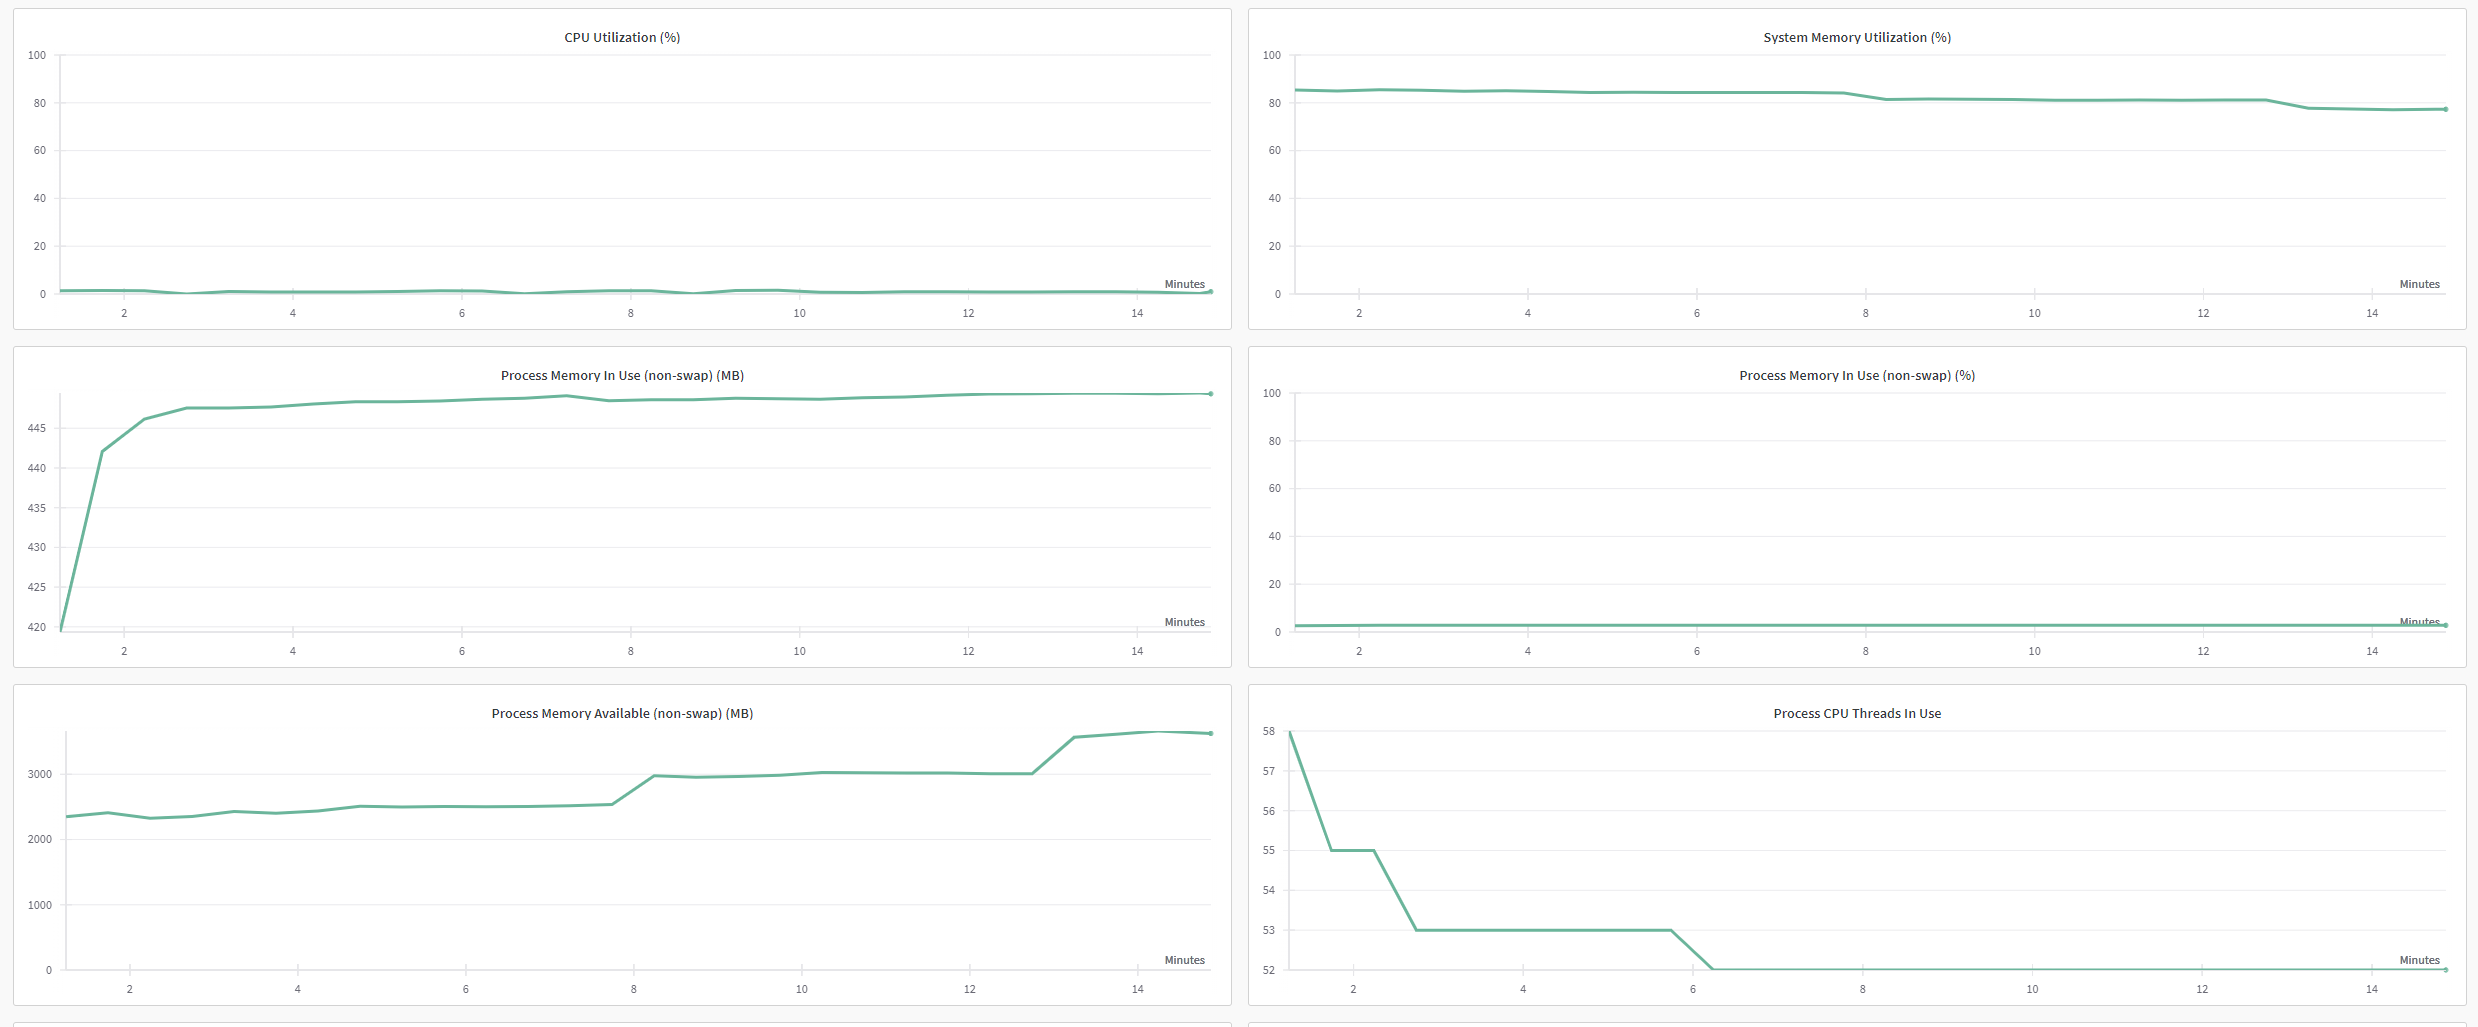 CPU Utilization (%)
100
80
60
40
20
0
Minutes
2 4 6 8 10 12 14
System Memory Utilization (%)
100
80
60
40
20
0
Minutes
2 4 6 8 10 12 14
Process Memory In Use (non-swap) (MB)
445
440
435
430
425
420
Minutes
2 4 6 8 10 12 14
Process Memory In Use (non-swap) (%)
100
80
60
40
20
0
Minutes
2 4 6 8 10 12 14
Process Memory Available (non-swap) (MB)
3000
2000
1000
0
Minutes
2 4 6 8 10 12 14
Process CPU Threads In Use
58
57
56
55
54
53
52
Minutes
2 4 6 8 10 12 14